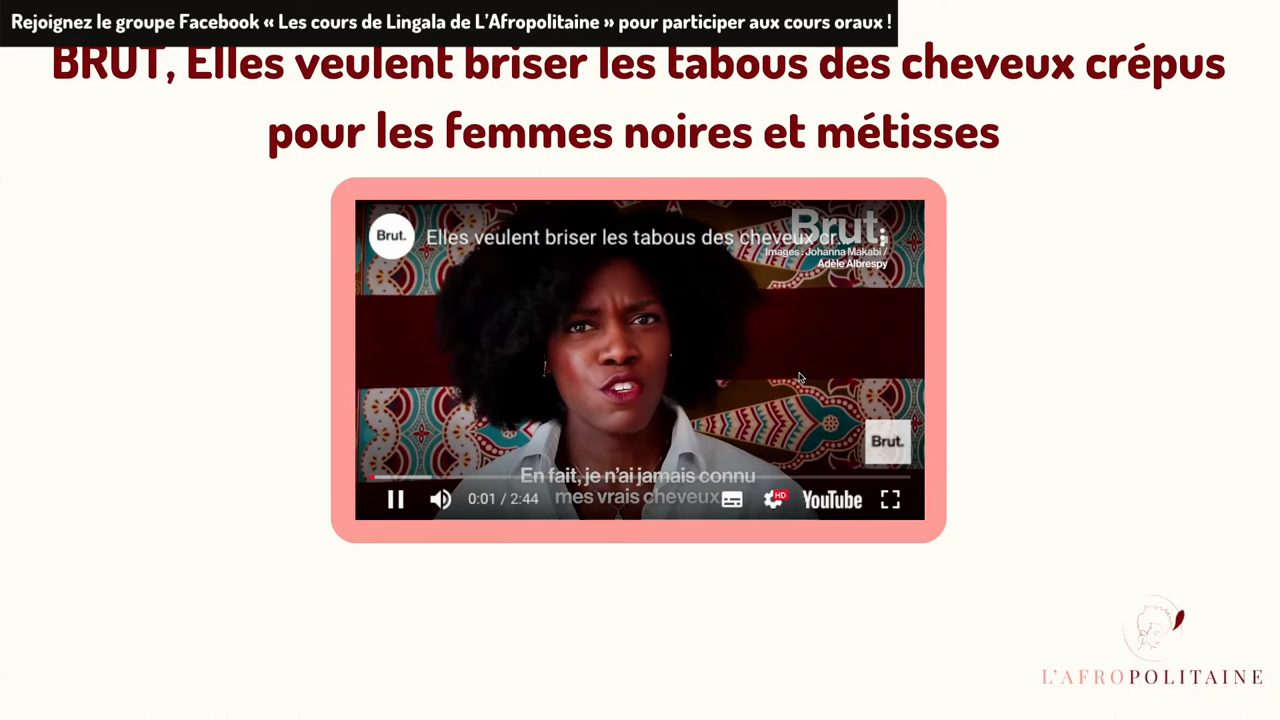 Rejoignez le groupe Facebook « Les cours de Lingala de L'Afropolitaine » pour participer aux cours oraux !
BRUT, Elles veulent briser les tabous des cheveux crépus
pour les femmes noires et métisses
Brut.
Elles veulent briser les tabous des cheveux cr...
Brut.
Images : Johanna Makabi /
Adèle Albrespy
Brut.
En fait, je n'ai jamais connu
mes vrais cheveux
0:01 / 2:44
HD
YouTube
L'AFROPOLITAINE